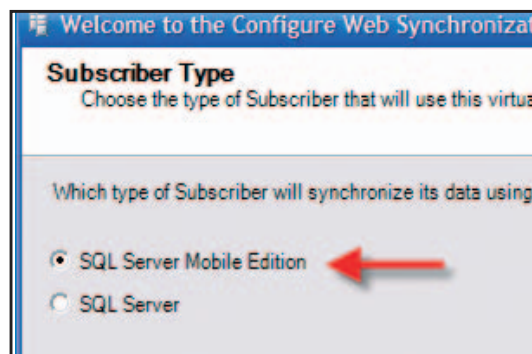 Welcome to the Configure Web Synchronizat
Subscriber Type
Choose the type of Subscriber that will use this virtua
Which type of Subscriber will synchronize its data using
SQL Server Mobile Edition
SQL Server